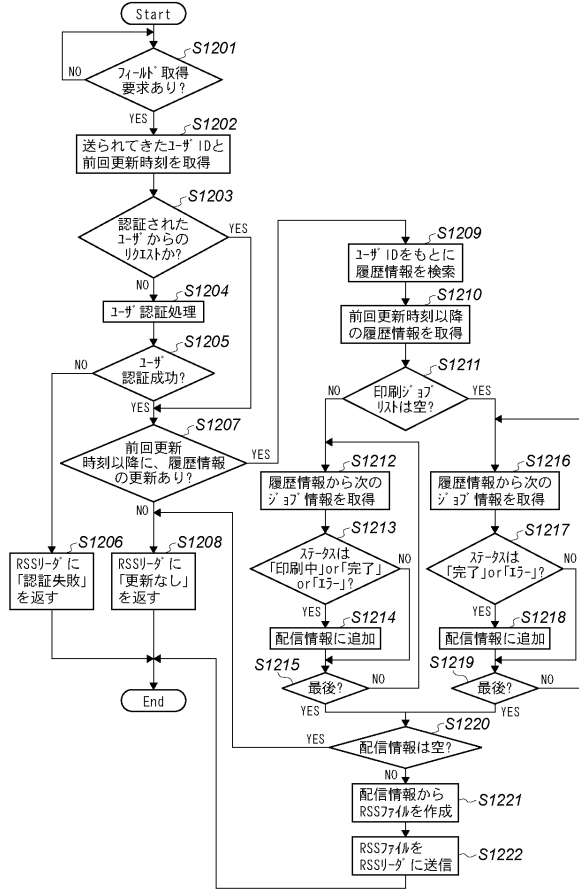 Start
S1201
フィールド取得
要求あり?
NO
YES
S1202
送られてきたユーザIDと
前回更新時刻を取得
S1203
認証された
ユーザからの
リクエストか?
YES
NO
S1204
ユーザ認証処理
S1205
ユーザ
認証成功?
NO
YES
S1207
前回更新
時刻以降に、履歴情報
の更新あり?
YES
NO
S1206
RSSリーダに
「認証失敗」
を返す
S1208
RSSリーダに
「更新なし」
を返す
End
S1209
ユーザIDをもとに
履歴情報を検索
S1210
前回更新時刻以降
の履歴情報を取得
S1211
印刷ジョブ
リストは空?
NO
YES
S1212
履歴情報から次の
ジョブ情報を取得
S1213
ステータスは
「印刷中」or「完了」
or「エラー」?
NO
YES
S1214
配信情報に追加
S1215
最後?
NO
YES
S1216
履歴情報から次の
ジョブ情報を取得
S1217
ステータスは
「完了」or「エラー」?
NO
YES
S1218
配信情報に追加
S1219
最後?
NO
YES
S1220
配信情報は空?
YES
NO
配信情報から
RSSファイルを作成
S1221
RSSファイルを
RSSリーダに送信
S1222